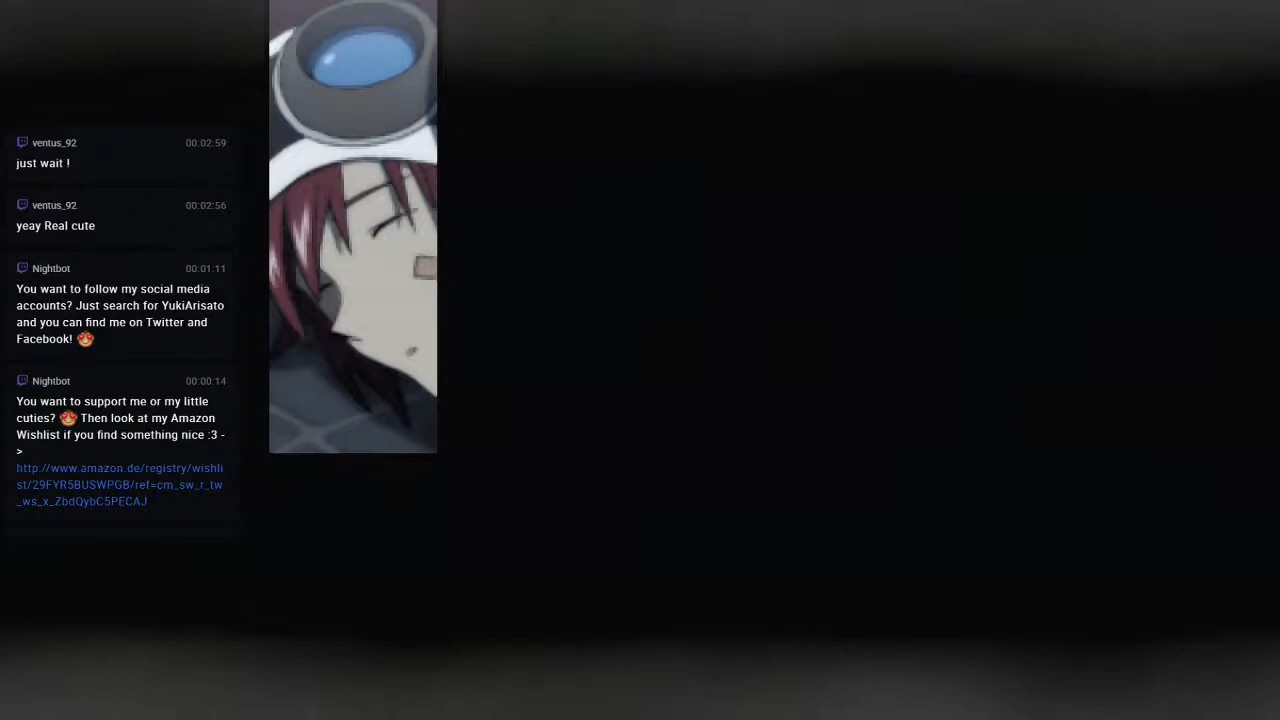 ventus_92 00:02:59
just wait !
ventus_92 00:02:56
yeay Real cute
Nightbot 00:01:11
You want to follow my social media
accounts? Just search for YukiArisato
and you can find me on Twitter and
Facebook!
Nightbot 00:00:14
You want to support me or my little
cuties? Then look at my Amazon
Wishlist if you find something nice :3 -
>
http://www.amazon.de/registry/wishli
st/29FYR5BUSWPGB/ref=cm_sw_r_tw
_ws_x_ZbdQybC5PECAJ